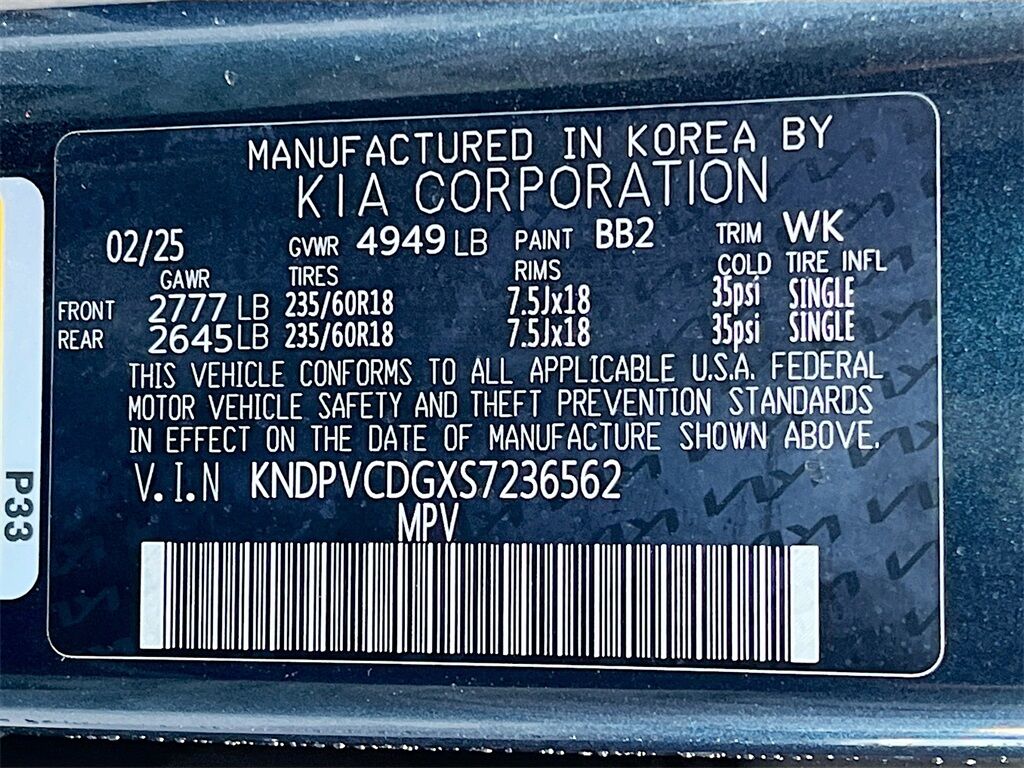 MANUFACTURED IN KOREA BY
KIA CORPORATION
02/25 GVWR 4949 LB PAINT BB2 TRIM WK
GAWR TIRES RIMS COLD TIRE INFL
FRONT 2777 LB 235/60R18 7.5Jx18 35psi SINGLE
REAR 2645 LB 235/60R18 7.5Jx18 35psi SINGLE
THIS VEHICLE CONFORMS TO ALL APPLICABLE U.S.A. FEDERAL
MOTOR VEHICLE SAFETY AND THEFT PREVENTION STANDARDS
IN EFFECT ON THE DATE OF MANUFACTURE SHOWN ABOVE.
V.I.N KNDPVCDGXS7236562
MPV
P33